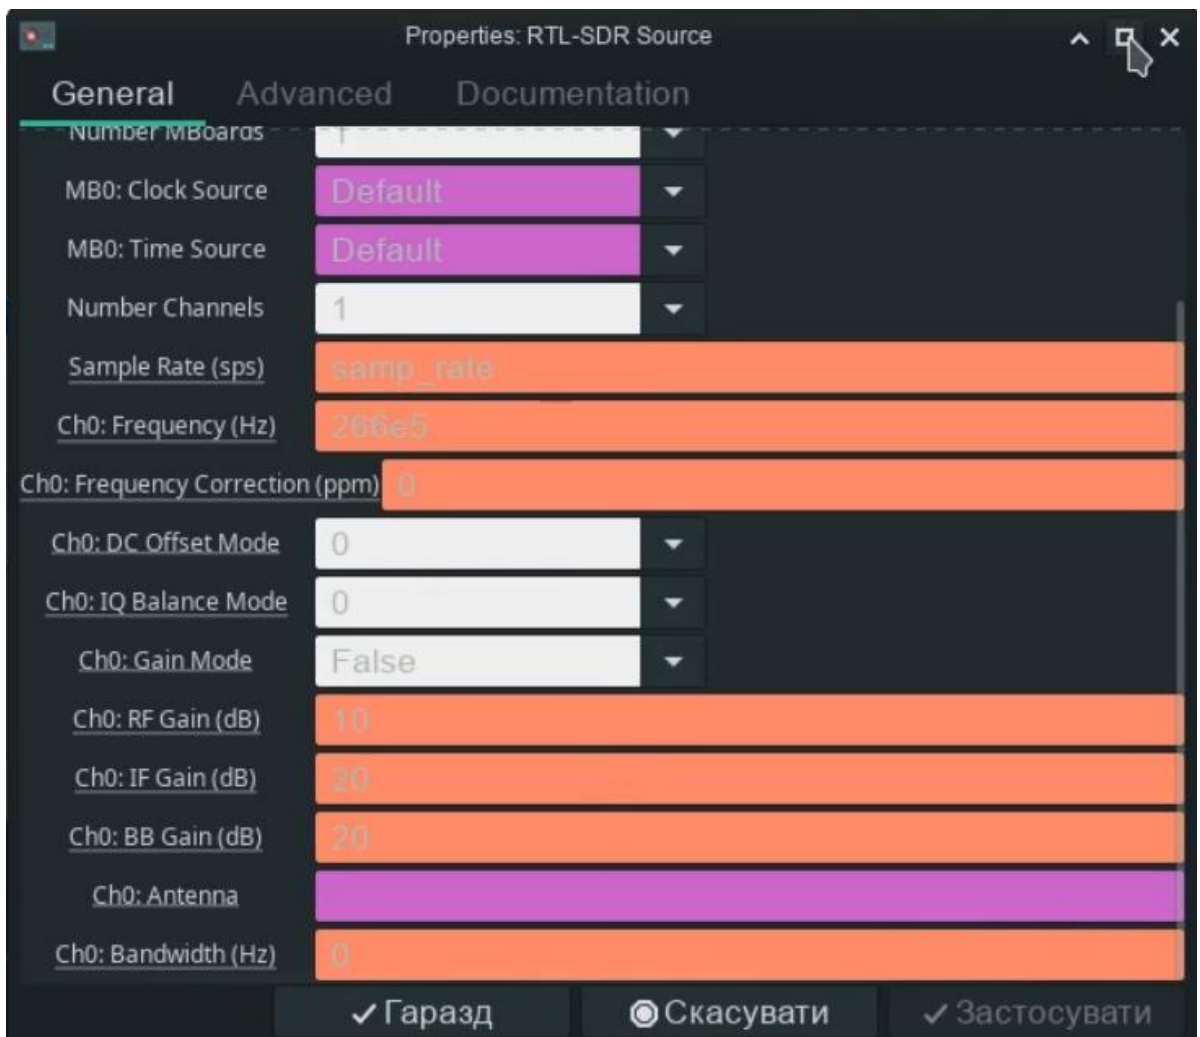 Properties: RTL-SDR Source
General Advanced Documentation
Number MBoards 1
MB0: Clock Source Default
MB0: Time Source Default
Number Channels 1
Sample Rate (sps) samp_rate
Ch0: Frequency (Hz) 266e5
Ch0: Frequency Correction (ppm) 0
Ch0: DC Offset Mode 0
Ch0: IQ Balance Mode 0
Ch0: Gain Mode False
Ch0: RF Gain (dB) 10
Ch0: IF Gain (dB) 20
Ch0: BB Gain (dB) 20
Ch0: Antenna
Ch0: Bandwidth (Hz) 0
Гаразд Скасувати Застосувати